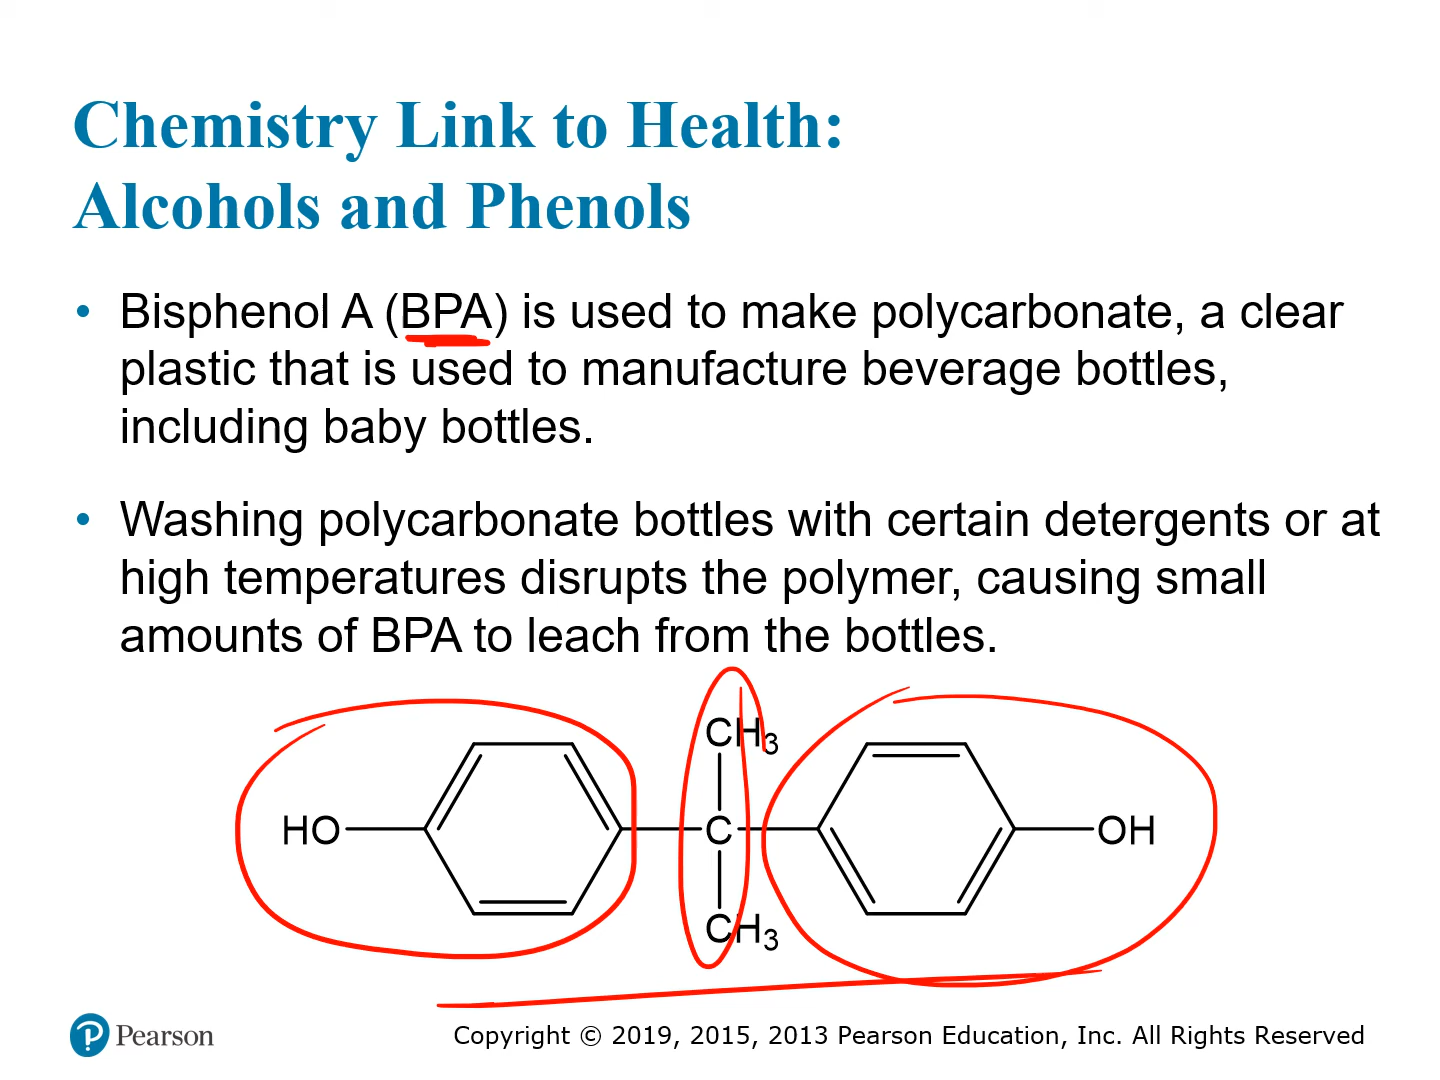 Chemistry Link to Health:
Alcohols and Phenols
• Bisphenol A (BPA) is used to make polycarbonate, a clear
plastic that is used to manufacture beverage bottles,
including baby bottles.
• Washing polycarbonate bottles with certain detergents or at
high temperatures disrupts the polymer, causing small
amounts of BPA to leach from the bottles.
CH3
HO C OH
CH3
Pearson Copyright © 2019, 2015, 2013 Pearson Education, Inc. All Rights Reserved